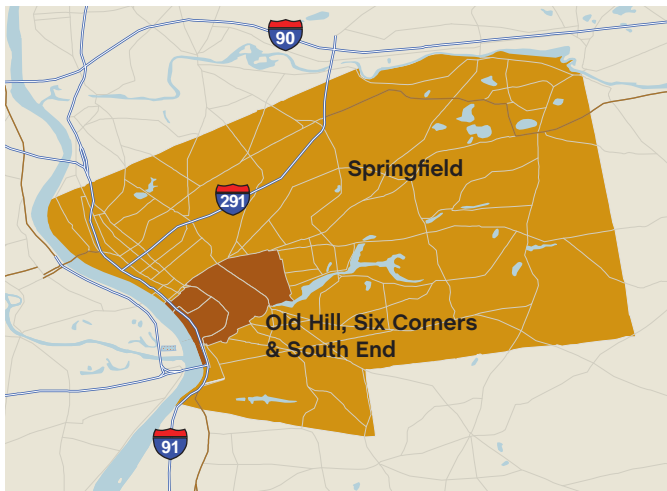 90
Springfield
291
Old Hill, Six Corners
& South End
91